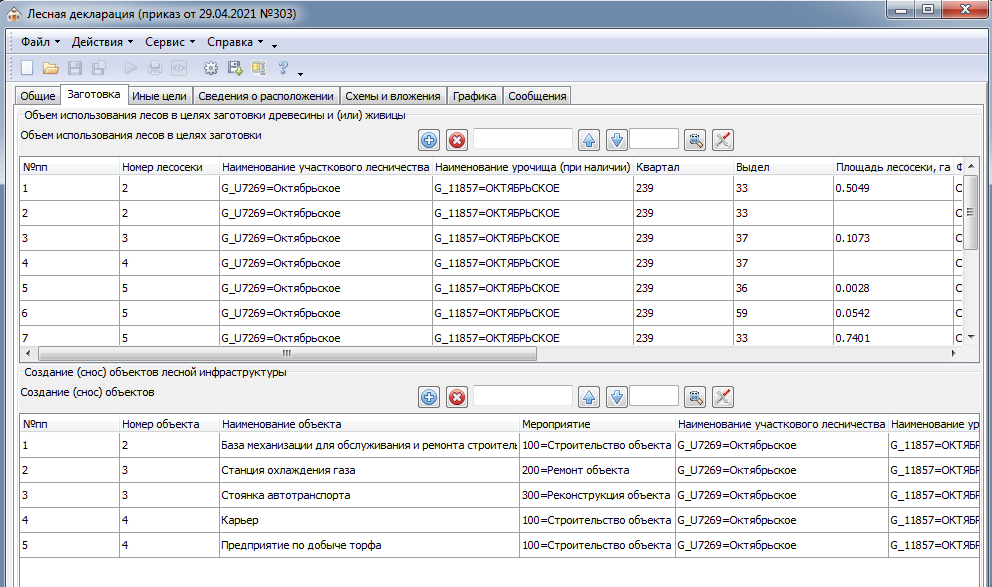 Лесная декларация (приказ от 29.04.2021 №303)
Файл Действия Сервис Справка
Общие Заготовка Иные цели Сведения о расположении Схемы и вложения Графика Сообщения
Объем использования лесов в целях заготовки древесины и (или) живицы
Объем использования лесов в целях заготовки
№пп Номер лесосеки Наименование участкового лесничества Наименование урочища (при наличии) Квартал Выдел Площадь лесосеки, га Ф
1 2 G_U7269=Октябрьское G_11857=ОКТЯБРЬСКОЕ 239 33 0.5049 С
2 2 G_U7269=Октябрьское G_11857=ОКТЯБРЬСКОЕ 239 33 С
3 3 G_U7269=Октябрьское G_11857=ОКТЯБРЬСКОЕ 239 37 0.1073 С
4 4 G_U7269=Октябрьское G_11857=ОКТЯБРЬСКОЕ 239 37 С
5 5 G_U7269=Октябрьское G_11857=ОКТЯБРЬСКОЕ 239 36 0.0028 С
6 5 G_U7269=Октябрьское G_11857=ОКТЯБРЬСКОЕ 239 59 0.0542 С
7 5 G_U7269=Октябрьское G_11857=ОКТЯБРЬСКОЕ 239 33 0.7401 С
Создание (снос) объектов лесной инфраструктуры
Создание (снос) объектов
№пп Номер объекта Наименование объекта Мероприятие Наименование участкового лесничества Наименование ур
1 2 База механизации для обслуживания и ремонта строитель 100=Строительство объекта G_U7269=Октябрьское G_11857=ОКТЯБР
2 3 Станция охлаждения газа 200=Ремонт объекта G_U7269=Октябрьское G_11857=ОКТЯБР
3 3 Стоянка автотранспорта 300=Реконструкция объекта G_U7269=Октябрьское G_11857=ОКТЯБР
4 4 Карьер 100=Строительство объекта G_U7269=Октябрьское G_11857=ОКТЯБР
5 4 Предприятие по добыче торфа 100=Строительство объекта G_U7269=Октябрьское G_11857=ОКТЯБР